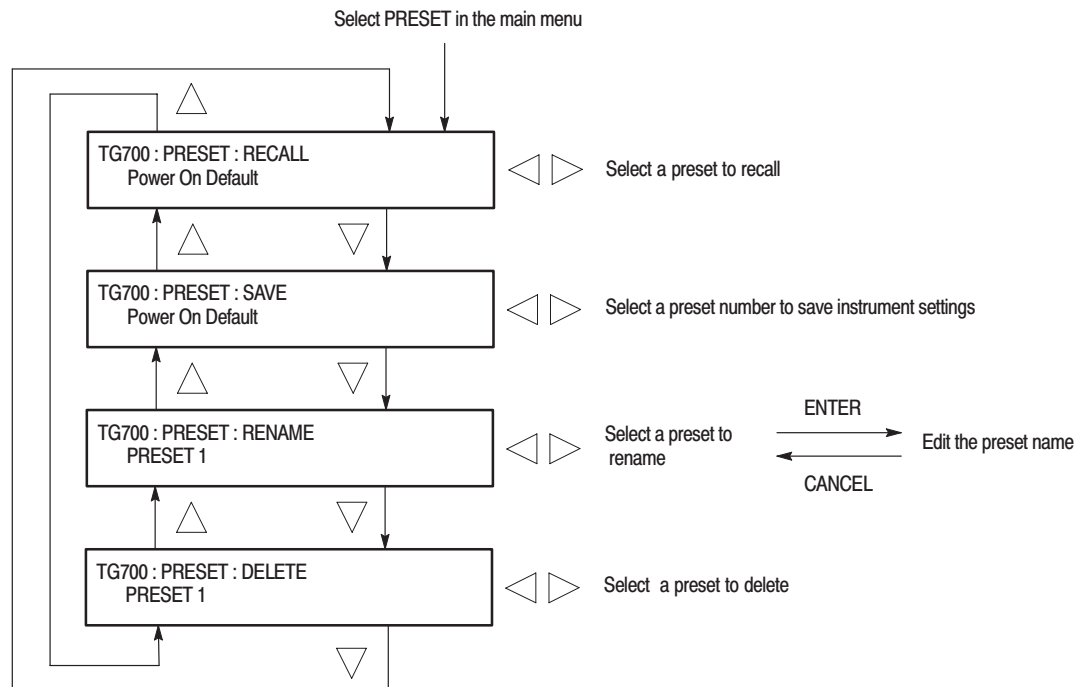 Select PRESET in the main menu
TG700 : PRESET : RECALL
Power On Default
Select a preset to recall
TG700 : PRESET : SAVE
Power On Default
Select a preset number to save instrument settings
TG700 : PRESET : RENAME
PRESET 1
Select a preset to
rename
ENTER
CANCEL
Edit the preset name
TG700 : PRESET : DELETE
PRESET 1
Select a preset to delete